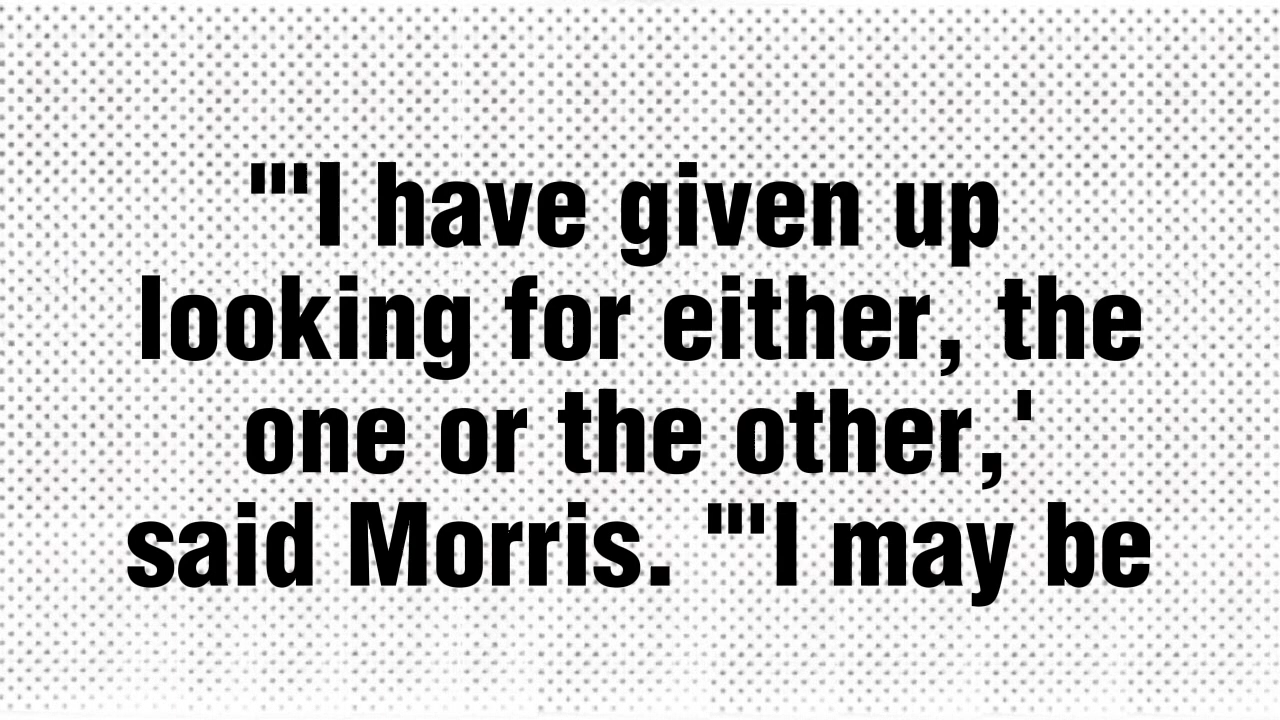 "'I have given up
looking for either, the
one or the other,'
said Morris. "'I may be